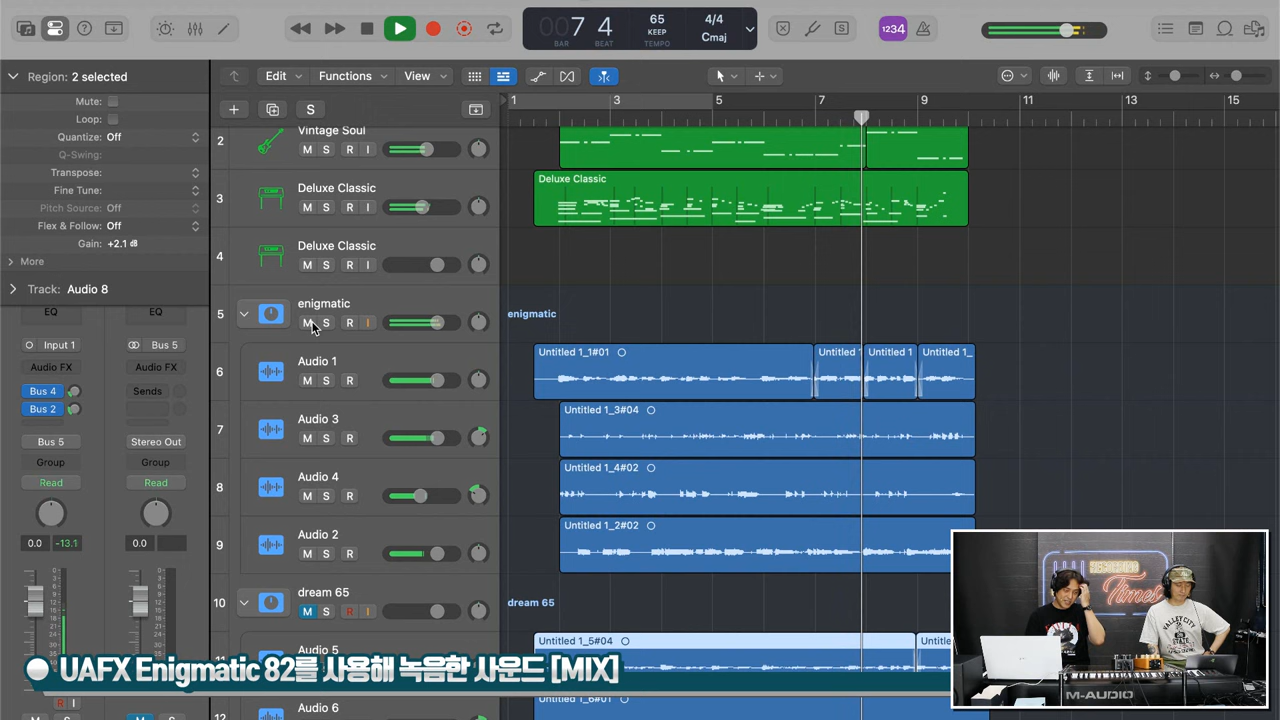 007 4
BAR BEAT
65
KEEP
TEMPO
4/4
Cmaj
1234
Region: 2 selected
Mute:
Loop:
Quantize: Off
Q-Swing:
Transpose:
Fine Tune:
Pitch Source: Off
Flex & Follow: Off
Gain: +2.1 dB
More
Track: Audio 8
EQ EQ
Input 1 Bus 5
Audio FX Audio FX
Bus 4 Sends
Bus 2
Bus 5 Stereo Out
Group Group
Read Read
0.0 -13.1 0.0
Edit Functions View
S
1 3 5 7 9 11 13 15
2 Vintage Soul
M S R I
3 Deluxe Classic
M S R I
Deluxe Classic
4 Deluxe Classic
M S R I
5 enigmatic
M S R I
enigmatic
6 Audio 1
M S R
Untitled 1_1#01 Untitled 1 Untitled 1 Untitled 1_
7 Audio 3
M S R
Untitled 1_3#04
8 Audio 4
M S R
Untitled 1_4#02
9 Audio 2
M S R
Untitled 1_2#02
10 dream 65
M S R I
dream 65
Audio 5
Untitled 1_5#04 Untitle
UAFX Enigmatic 82를 사용해 녹음한 사운드 [MIX]
12 Audio 6
Untitled 1_6#01
R I
Times
VALLEY CITY
STATE
M-AUDIO